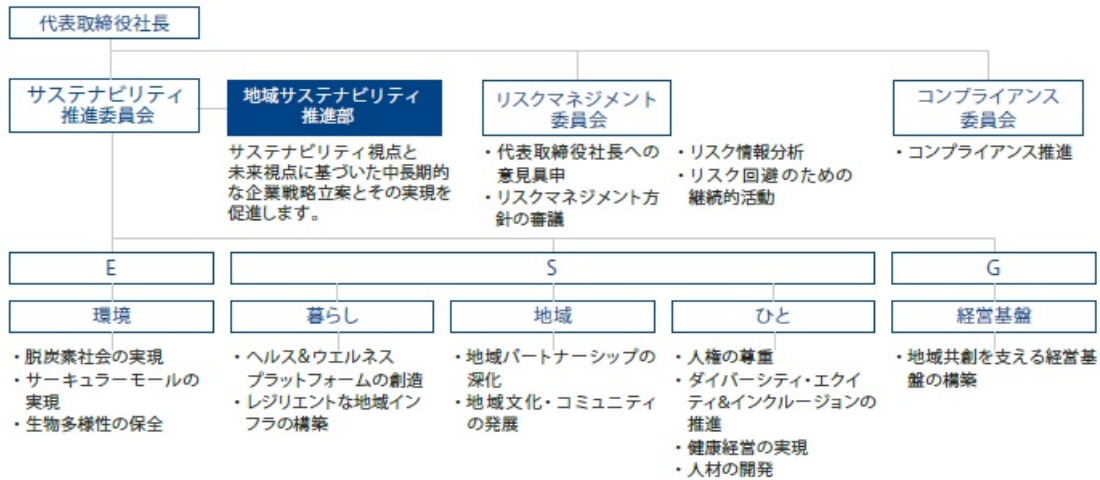 代表取締役社長
サステナビリティ
推進委員会
地域サステナビリティ
推進部
サステナビリティ視点と
未来視点に基づいた中長期的
な企業戦略立案とその実現を
促進します。
リスクマネジメント
委員会
・代表取締役社長への
意見具申
・リスクマネジメント方
針の審議
・リスク情報分析
・リスク回避のための
継続的活動
コンプライアンス
委員会
・コンプライアンス推進
E
S
G
環境
・脱炭素社会の実現
・サーキュラーモールの
実現
・生物多様性の保全
暮らし
・ヘルス&ウエルネス
プラットフォームの創造
・レジリエントな地域イン
フラの構築
地域
・地域パートナーシップの
深化
・地域文化・コミュニティ
の発展
ひと
・人権の尊重
・ダイバーシティ・エクイ
ティ&インクルージョンの
推進
・健康経営の実現
・人材の開発
経営基盤
・地域共創を支える経営基
盤の構築